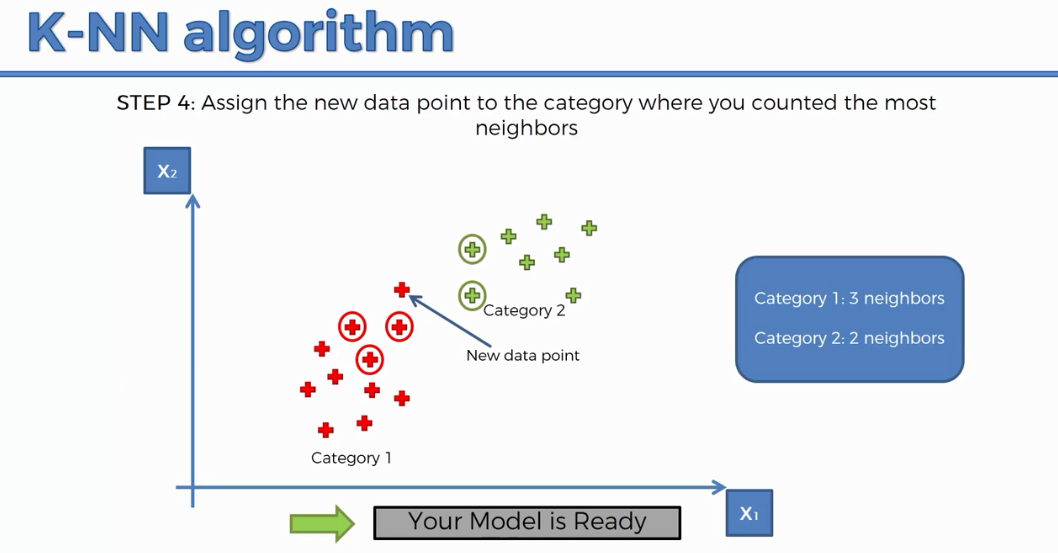 K-NN algorithm
STEP 4: Assign the new data point to the category where you counted the most
neighbors
X₂
Category 2
New data point
Category 1: 3 neighbors
Category 2: 2 neighbors
Category 1
X₁
Your Model is Ready